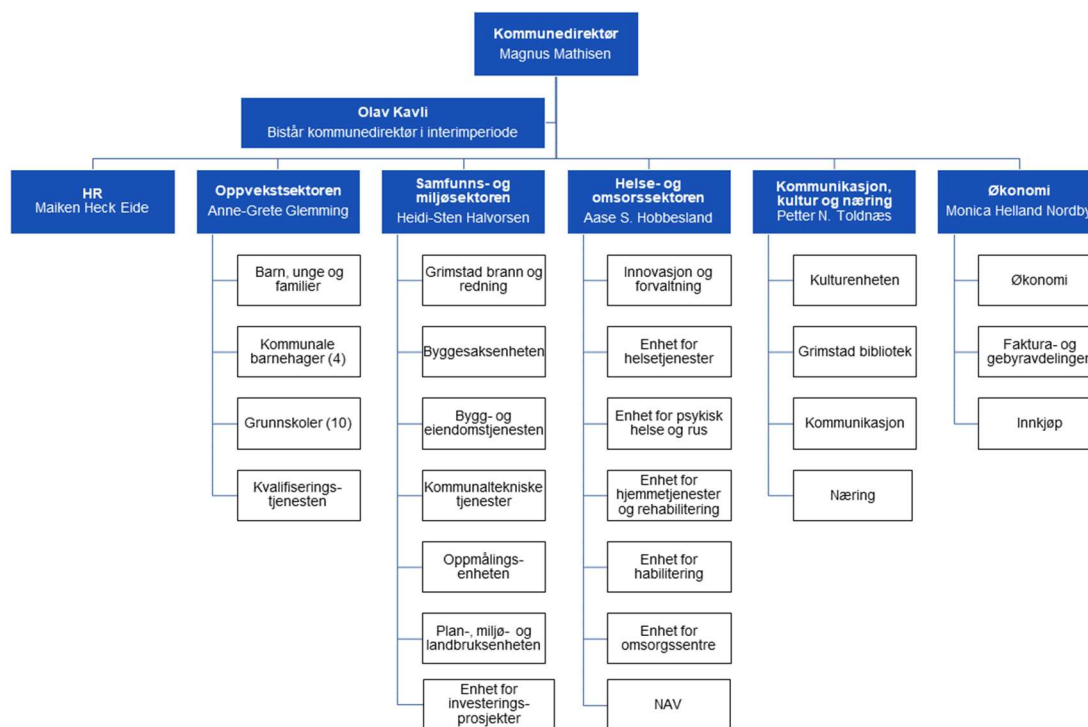 Kommunedirektør
Magnus Mathisen
Olav Kavli
Bistår kommunedirektør i interimperiode
HR
Maiken Heck Eide
Oppvekstsektoren
Anne-Grete Glemming
Samfunns- og
miljøsektoren
Heidi-Sten Halvorsen
Helse- og
omsorssektoren
Aase S. Hobbesland
Kommunikasjon,
kultur og næring
Petter N. Toldnæs
Økonomi
Monica Helland Nordby
Barn, unge og
familier
Kommunale
barnehager (4)
Grunnskoler (10)
Kvalifiserings-
tjenesten
Grimstad brann og
redning
Byggesaksenheten
Bygg- og
eiendomstjenesten
Kommunaltekniske
tjenester
Oppmålings-
enheten
Plan-, miljø- og
landbruksenheten
Enhet for
investerings-
prosjekter
Innovasjon og
forvaltning
Enhet for
helsetjenester
Enhet for psykisk
helse og rus
Enhet for
hjemmetjenester
og rehabilitering
Enhet for
habilitering
Enhet for
omsorgssentre
NAV
Kulturenheten
Grimstad bibliotek
Kommunikasjon
Næring
Økonomi
Faktura- og
gebyravdelingen
Innkjøp